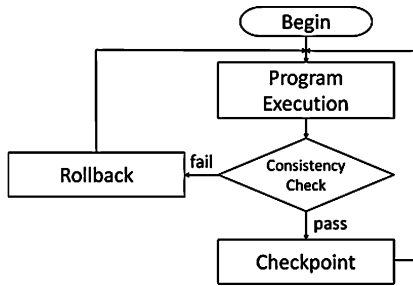 Begin
Program
Execution
Consistency
Check
fail
Rollback
pass
Checkpoint